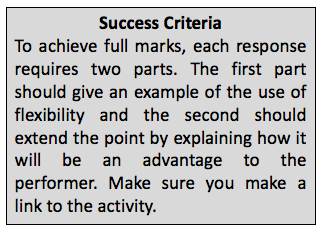 Success Criteria
To achieve full marks, each response
requires two parts. The first part
should give an example of the use of
flexibility and the second should
extend the point by explaining how it
will be an advantage to the
performer. Make sure you make a
link to the activity.